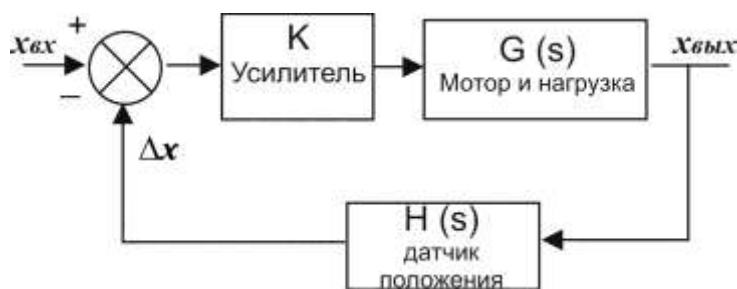 xвх
+
−
K
Усилитель
G (s)
Мотор и нагрузка
xвых
Δx
H (s)
датчик
положения